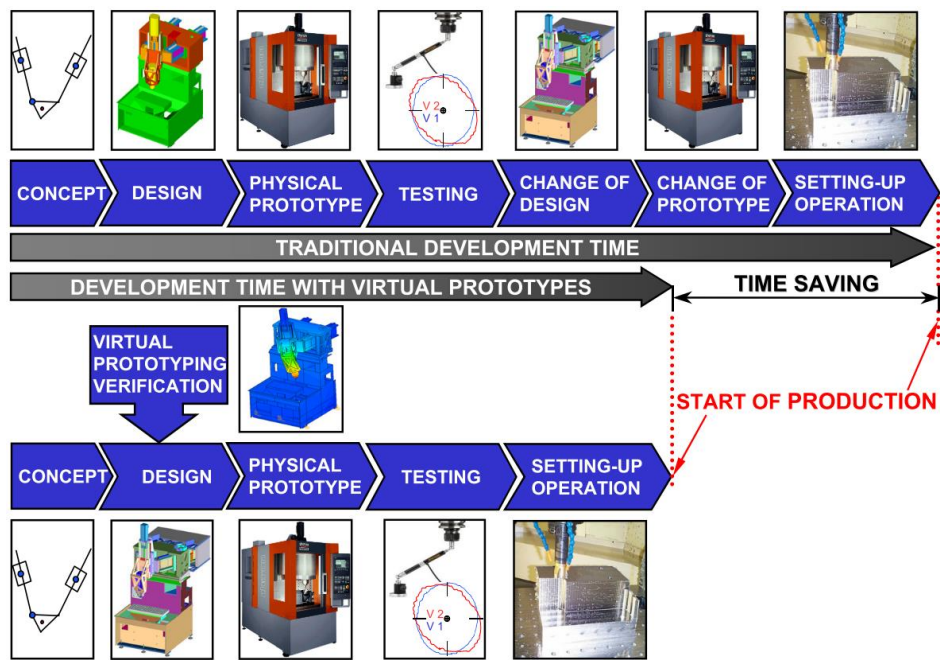 V 2
V 1
CONCEPT
DESIGN
PHYSICAL
PROTOTYPE
TESTING
CHANGE OF
DESIGN
CHANGE OF
PROTOTYPE
SETTING-UP
OPERATION
TRADITIONAL DEVELOPMENT TIME
DEVELOPMENT TIME WITH VIRTUAL PROTOTYPES
TIME SAVING
VIRTUAL
PROTOTYPING
VERIFICATION
START OF PRODUCTION
CONCEPT
DESIGN
PHYSICAL
PROTOTYPE
TESTING
SETTING-UP
OPERATION
V 2
V 1